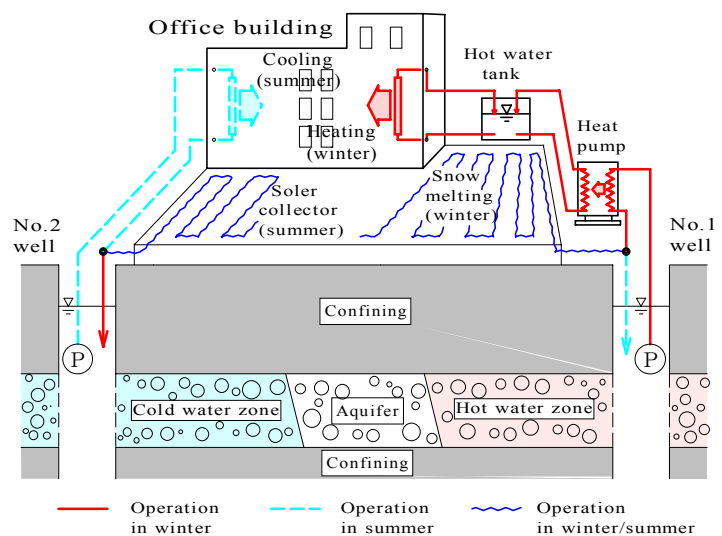 Office building
Cooling
(summer)
Hot water
tank
Heating
(winter)
Heat
pump
Soler
collector
(summer)
Snow
melting
(winter)
No.2
well
No.1
well
Confining
P
P
Cold water zone
Aquifer
Hot water zone
Confining
Operation
in winter
Operation
in summer
Operation
in winter/summer